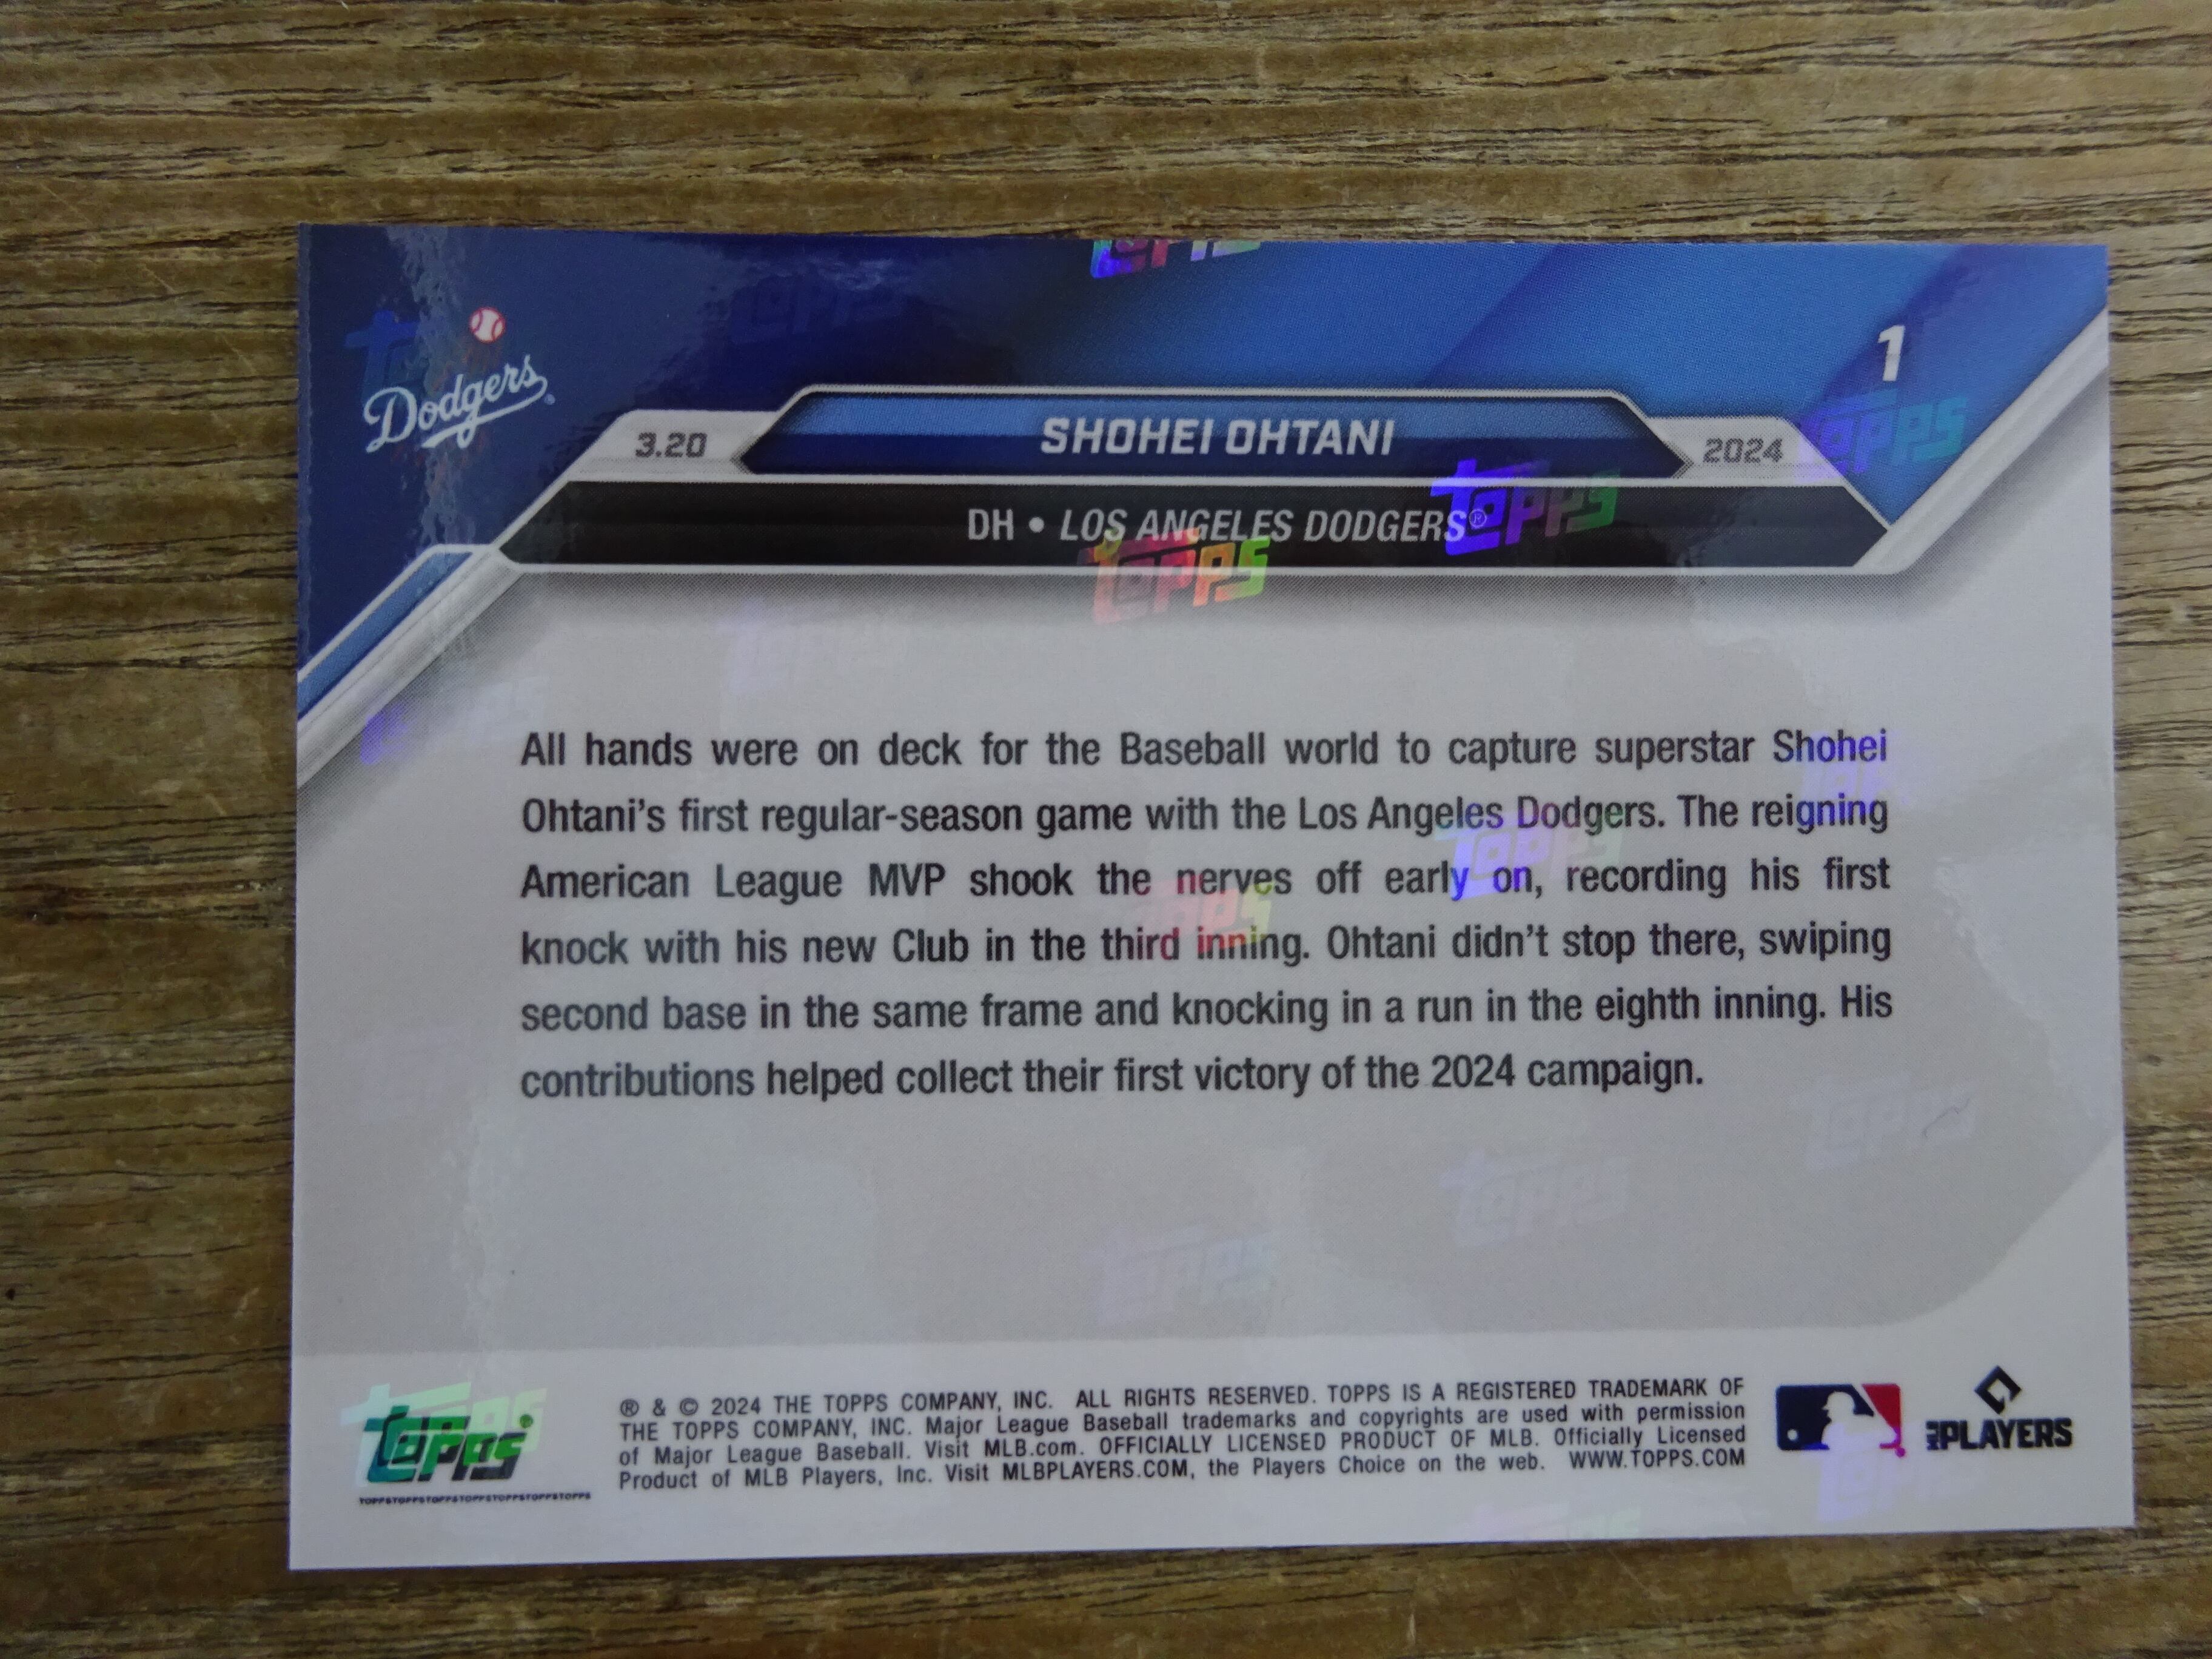 Dodgers
1
SHOHEI OHTANI
3.20
2024
DH • LOS ANGELES DODGERS®
All hands were on deck for the Baseball world to capture superstar Shohei
Ohtani's first regular-season game with the Los Angeles Dodgers. The reigning
American League MVP shook the nerves off early on, recording his first
knock with his new Club in the third inning. Ohtani didn't stop there, swiping
second base in the same frame and knocking in a run in the eighth inning. His
contributions helped collect their first victory of the 2024 campaign.
topps
TOPPSTOPPSTOPPSTOPPSTOPPSTOPPSTOPPS
® & © 2024 THE TOPPS COMPANY, INC. ALL RIGHTS RESERVED. TOPPS IS A REGISTERED TRADEMARK OF
THE TOPPS COMPANY, INC. Major League Baseball trademarks and copyrights are used with permission
of Major League Baseball. Visit MLB.com. OFFICIALLY LICENSED PRODUCT OF MLB. Officially Licensed
Product of MLB Players, Inc. Visit MLBPLAYERS.COM, the Players Choice on the web. WWW.TOPPS.COM
MLB PLAYERS